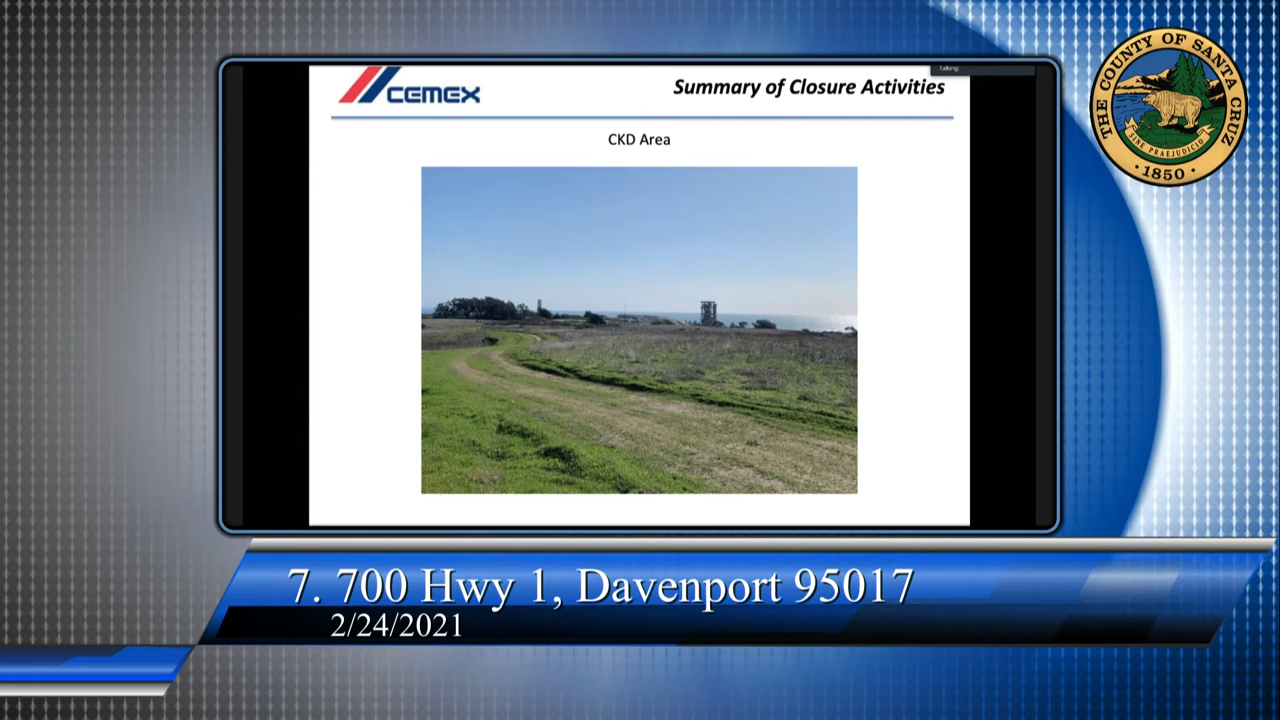 CEMEX
Summary of Closure Activities
Talking:
CKD Area
THE COUNTY OF SANTA CRUZ
SINE PRAEJUDICIO
• 1850 •
7. 700 Hwy 1, Davenport 95017
2/24/2021